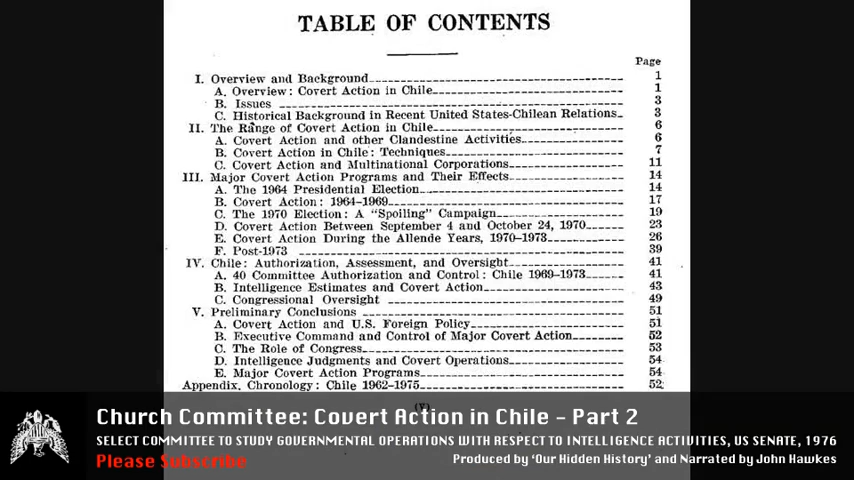 TABLE OF CONTENTS
Page
I. Overview and Background 1
A. Overview: Covert Action in Chile 1
B. Issues 3
C. Historical Background in Recent United States-Chilean Relations 3
II. The Range of Covert Action in Chile 6
A. Covert Action and other Clandestine Activities 6
B. Covert Action in Chile: Techniques 7
C. Covert Action and Multinational Corporations 11
III. Major Covert Action Programs and Their Effects 14
A. The 1964 Presidential Election 14
B. Covert Action: 1964-1969 17
C. The 1970 Election: A "Spoiling" Campaign 19
D. Covert Action Between September 4 and October 24, 1970 23
E. Covert Action During the Allende Years, 1970-1973 26
F. Post-1973 39
IV. Chile: Authorization, Assessment, and Oversight 41
A. 40 Committee Authorization and Control: Chile 1969-1973 41
B. Intelligence Estimates and Covert Action 43
C. Congressional Oversight 49
V. Preliminary Conclusions 51
A. Covert Action and U.S. Foreign Policy 51
B. Executive Command and Control of Major Covert Action 52
C. The Role of Congress 53
D. Intelligence Judgments and Covert Operations 54
E. Major Covert Action Programs 54
Appendix, Chronology: Chile 1962-1975 52
(V)
Church Committee: Covert Action in Chile - Part 2
SELECT COMMITTEE TO STUDY GOVERNMENTAL OPERATIONS WITH RESPECT TO INTELLIGENCE ACTIVITIES, US SENATE, 1976
Please Subscribe
Produced by 'Our Hidden History' and Narrated by John Hawkes